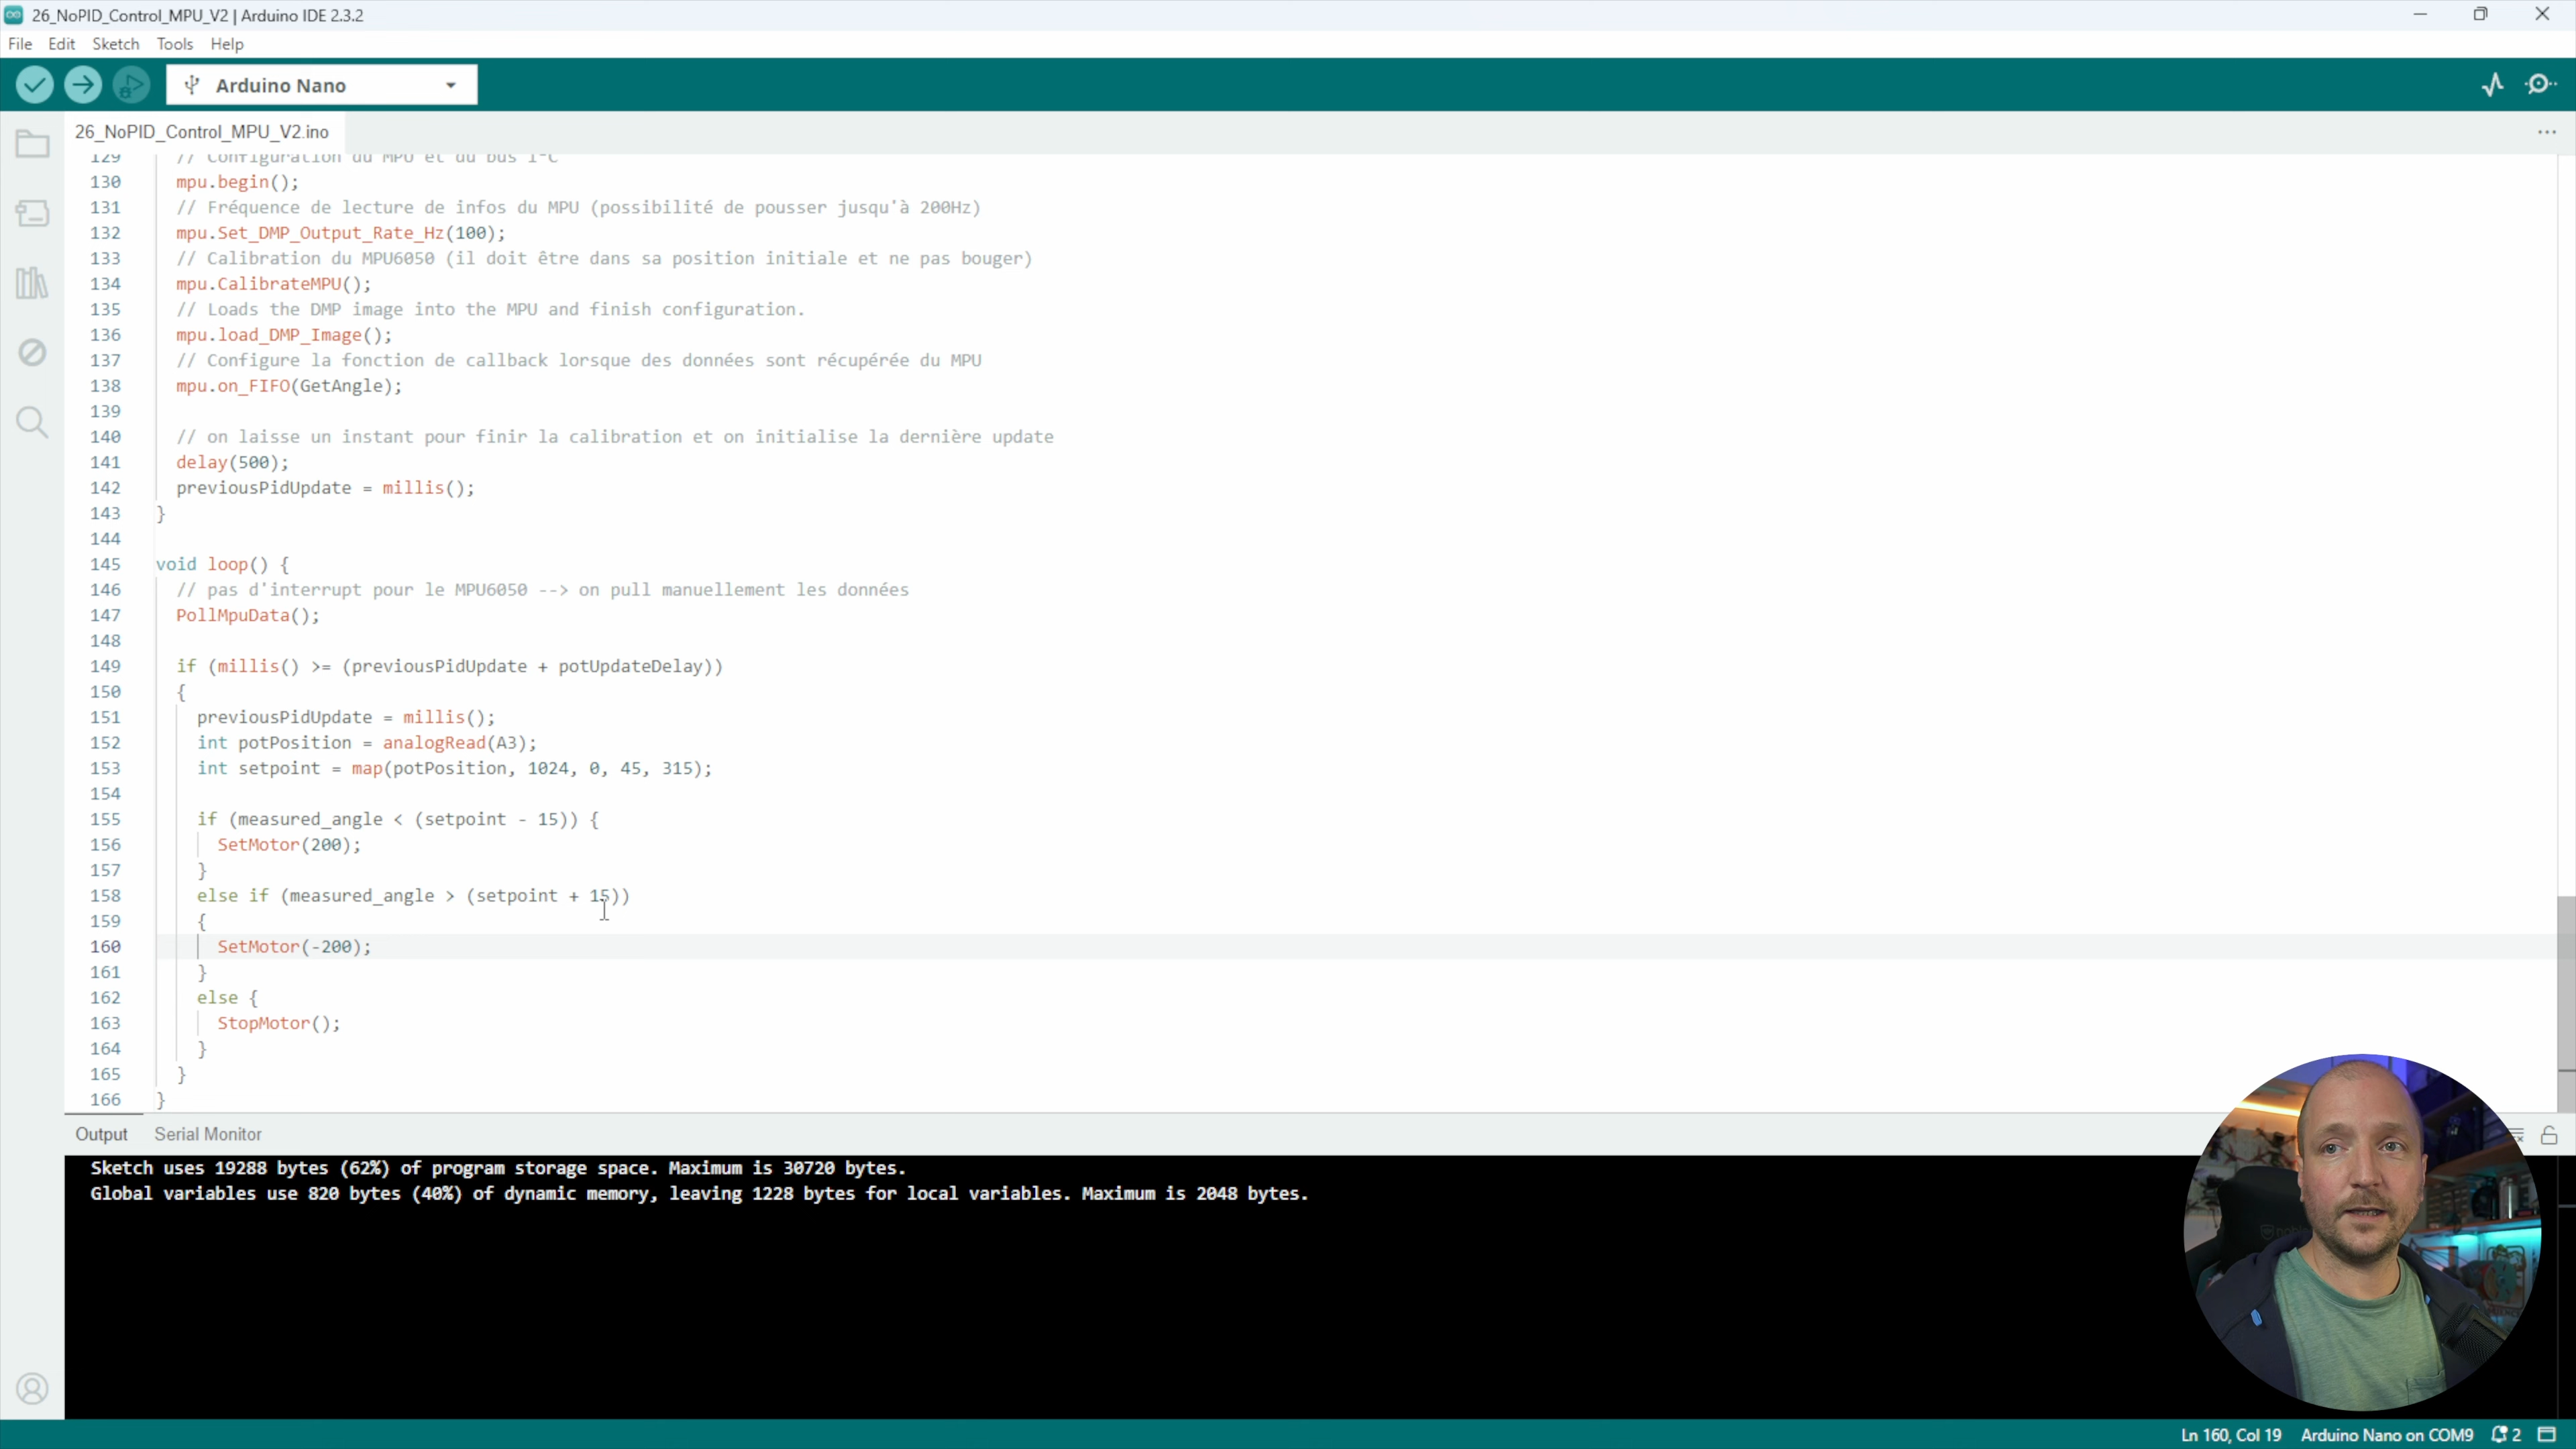 26_NoPID_Control_MPU_V2 | Arduino IDE 2.3.2
File Edit Sketch Tools Help
Arduino Nano
26_NoPID_Control_MPU_V2.ino
129 // Configuration du MPU et du bus I²C
130 mpu.begin();
131 // Fréquence de lecture de infos du MPU (possibilité de pousser jusqu'à 200Hz)
132 mpu.Set_DMP_Output_Rate_Hz(100);
133 // Calibration du MPU6050 (il doit être dans sa position initiale et ne pas bouger)
134 mpu.CalibrateMPU();
135 // Loads the DMP image into the MPU and finish configuration.
136 mpu.load_DMP_Image();
137 // Configure la fonction de callback lorsque des données sont récupérée du MPU
138 mpu.on_FIFO(GetAngle);
139
140 // on laisse un instant pour finir la calibration et on initialise la dernière update
141 delay(500);
142 previousPidUpdate = millis();
143 }
144
145 void loop() {
146 // pas d'interrupt pour le MPU6050 --> on pull manuellement les données
147 PollMpuData();
148
149 if (millis() >= (previousPidUpdate + potUpdateDelay))
150 {
151 previousPidUpdate = millis();
152 int potPosition = analogRead(A3);
153 int setpoint = map(potPosition, 1024, 0, 45, 315);
154
155 if (measured_angle < (setpoint - 15)) {
156 SetMotor(200);
157 }
158 else if (measured_angle > (setpoint + 15))
159 {
160 SetMotor(-200);
161 }
162 else {
163 StopMotor();
164 }
165 }
166 }
Output Serial Monitor
Sketch uses 19288 bytes (62%) of program storage space. Maximum is 30720 bytes.
Global variables use 820 bytes (40%) of dynamic memory, leaving 1228 bytes for local variables. Maximum is 2048 bytes.
Ln 160, Col 19 Arduino Nano on COM9 2